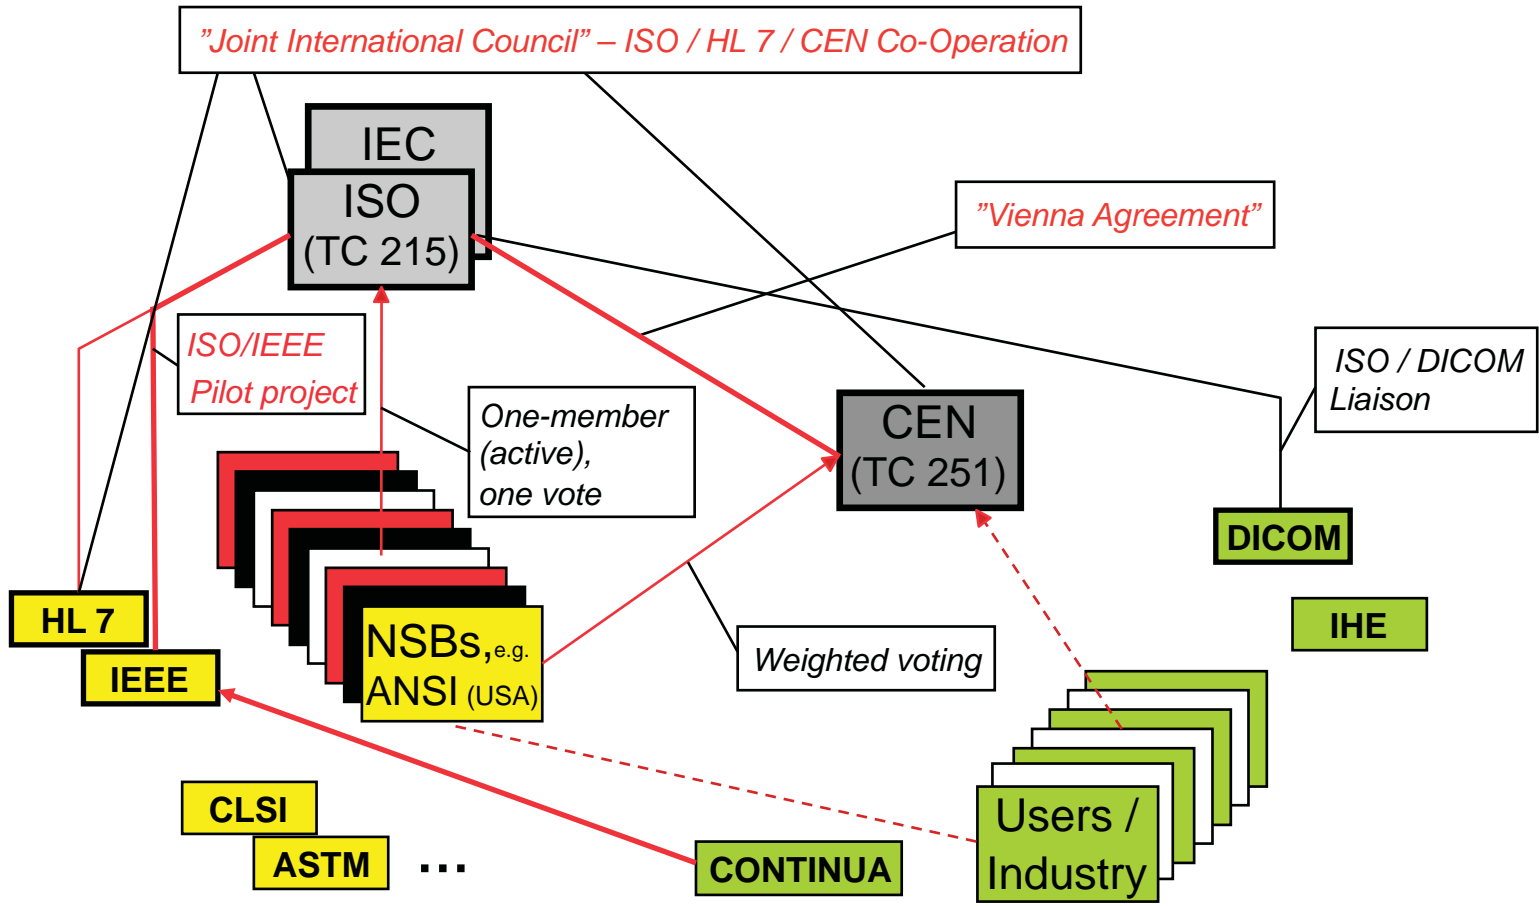 ”Joint International Council” – ISO / HL 7 / CEN Co-Operation
IEC
ISO
(TC 215)
”Vienna Agreement”
ISO/IEEE
Pilot project
ISO / DICOM
Liaison
One-member
(active),
one vote
CEN
(TC 251)
DICOM
HL 7
IHE
IEEE
NSBs,e.g.
ANSI (USA)
Weighted voting
CLSI
ASTM
...
CONTINUA
Users /
Industry